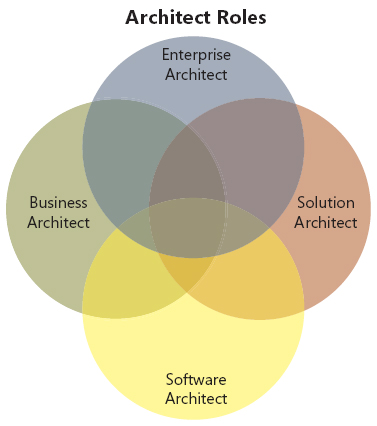 Architect Roles
Enterprise
Architect
Business
Architect
Solution
Architect
Software
Architect